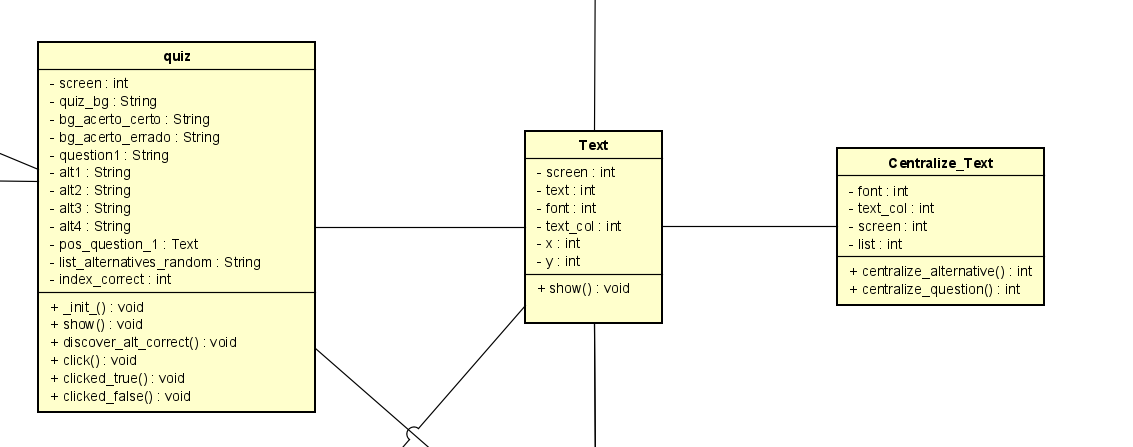 quiz
- screen : int
- quiz_bg : String
- bg_acerto_certo : String
- bg_acerto_errado : String
- question1 : String
- alt1 : String
- alt2 : String
- alt3 : String
- alt4 : String
- pos_question_1 : Text
- list_alternatives_random : String
- index_correct : int
+ _init_() : void
+ show() : void
+ discover_alt_correct() : void
+ click() : void
+ clicked_true() : void
+ clicked_false() : void
Text
- screen : int
- text : int
- font : int
- text_col : int
- x : int
- y : int
+ show() : void
Centralize_Text
- font : int
- text_col : int
- screen : int
- list : int
+ centralize_alternative() : int
+ centralize_question() : int